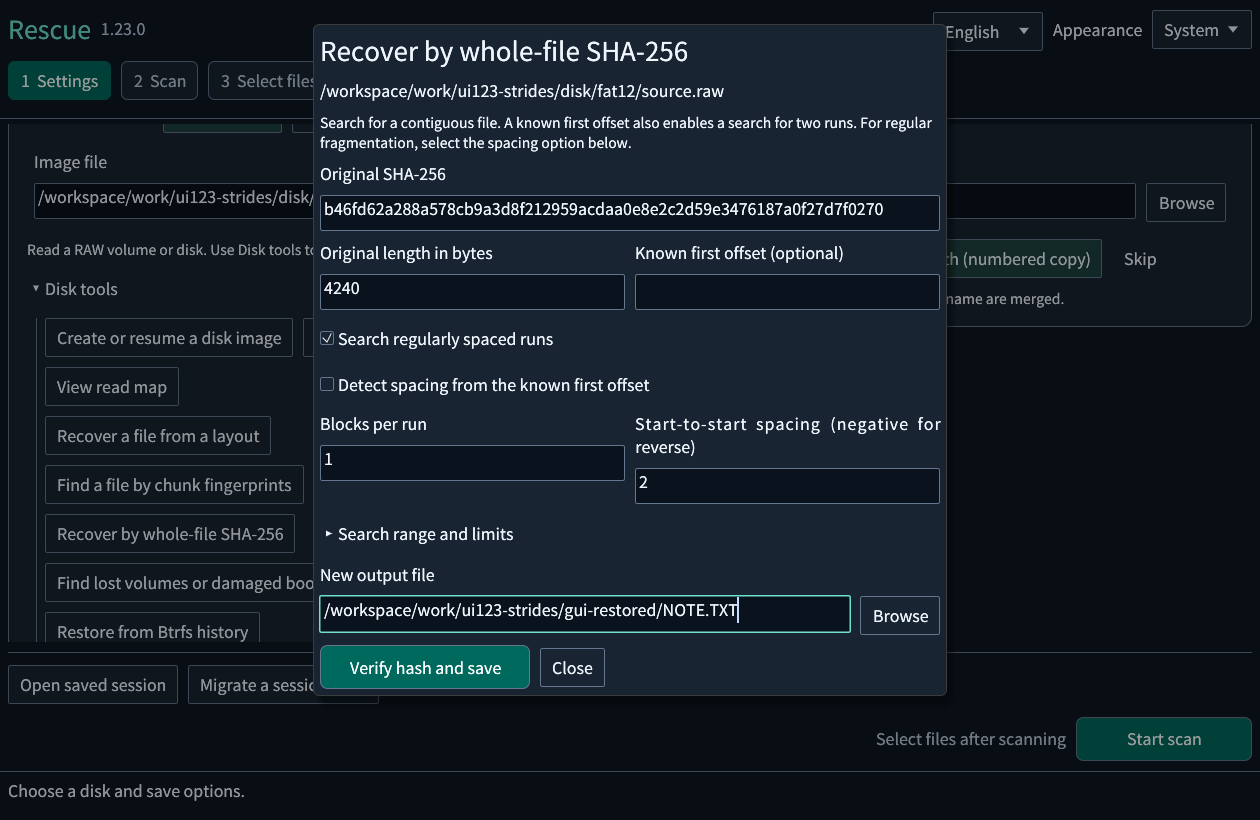 Rescue 1.23.0
English
Appearance
System
1 Settings
2 Scan
3 Select files
Image file
/workspace/work/ui123-strides/disk/
Browse
Read a RAW volume or disk. Use Disk tools to
th (numbered copy)
Skip
name are merged.
Disk tools
Create or resume a disk image
View read map
Recover a file from a layout
Find a file by chunk fingerprints
Recover by whole-file SHA-256
Find lost volumes or damaged boo
Restore from Btrfs history
Recover by whole-file SHA-256
/workspace/work/ui123-strides/disk/fat12/source.raw
Search for a contiguous file. A known first offset also enables a search for two runs. For regular
fragmentation, select the spacing option below.
Original SHA-256
b46fd62a288a578cb9a3d8f212959acdaa0e8e2c2d59e3476187a0f27d7f0270
Original length in bytes
Known first offset (optional)
4240
Search regularly spaced runs
Detect spacing from the known first offset
Blocks per run
Start-to-start spacing (negative for
reverse)
1
2
Search range and limits
New output file
/workspace/work/ui123-strides/gui-restored/NOTE.TXT
Browse
Verify hash and save
Close
Open saved session
Migrate a sessio
Select files after scanning
Start scan
Choose a disk and save options.